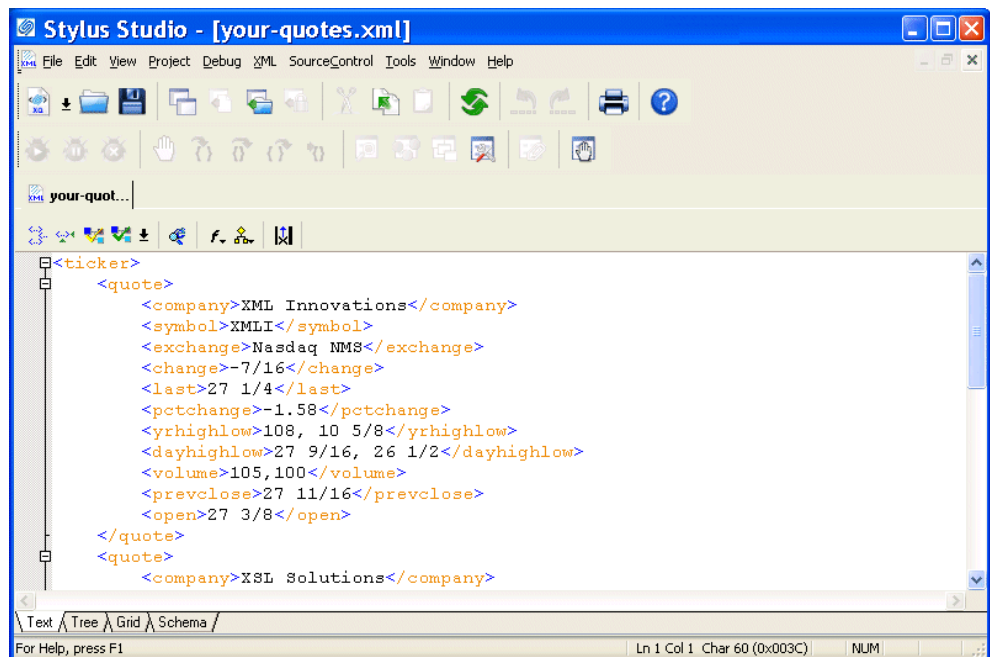 Stylus Studio - [your-quotes.xml]
File Edit View Project Debug XML SourceControl Tools Window Help
your-quot...
<ticker>
<quote>
<company>XML Innovations</company>
<symbol>XMLI</symbol>
<exchange>Nasdaq NMS</exchange>
<change>-7/16</change>
<last>27 1/4</last>
<pctchange>-1.58</pctchange>
<yrhighlow>108, 10 5/8</yrhighlow>
<dayhighlow>27 9/16, 26 1/2</dayhighlow>
<volume>105,100</volume>
<prevclose>27 11/16</prevclose>
<open>27 3/8</open>
</quote>
<quote>
<company>XSL Solutions</company>
Text Tree Grid Schema
For Help, press F1 Ln 1 Col 1 Char 60 (0x003C) NUM